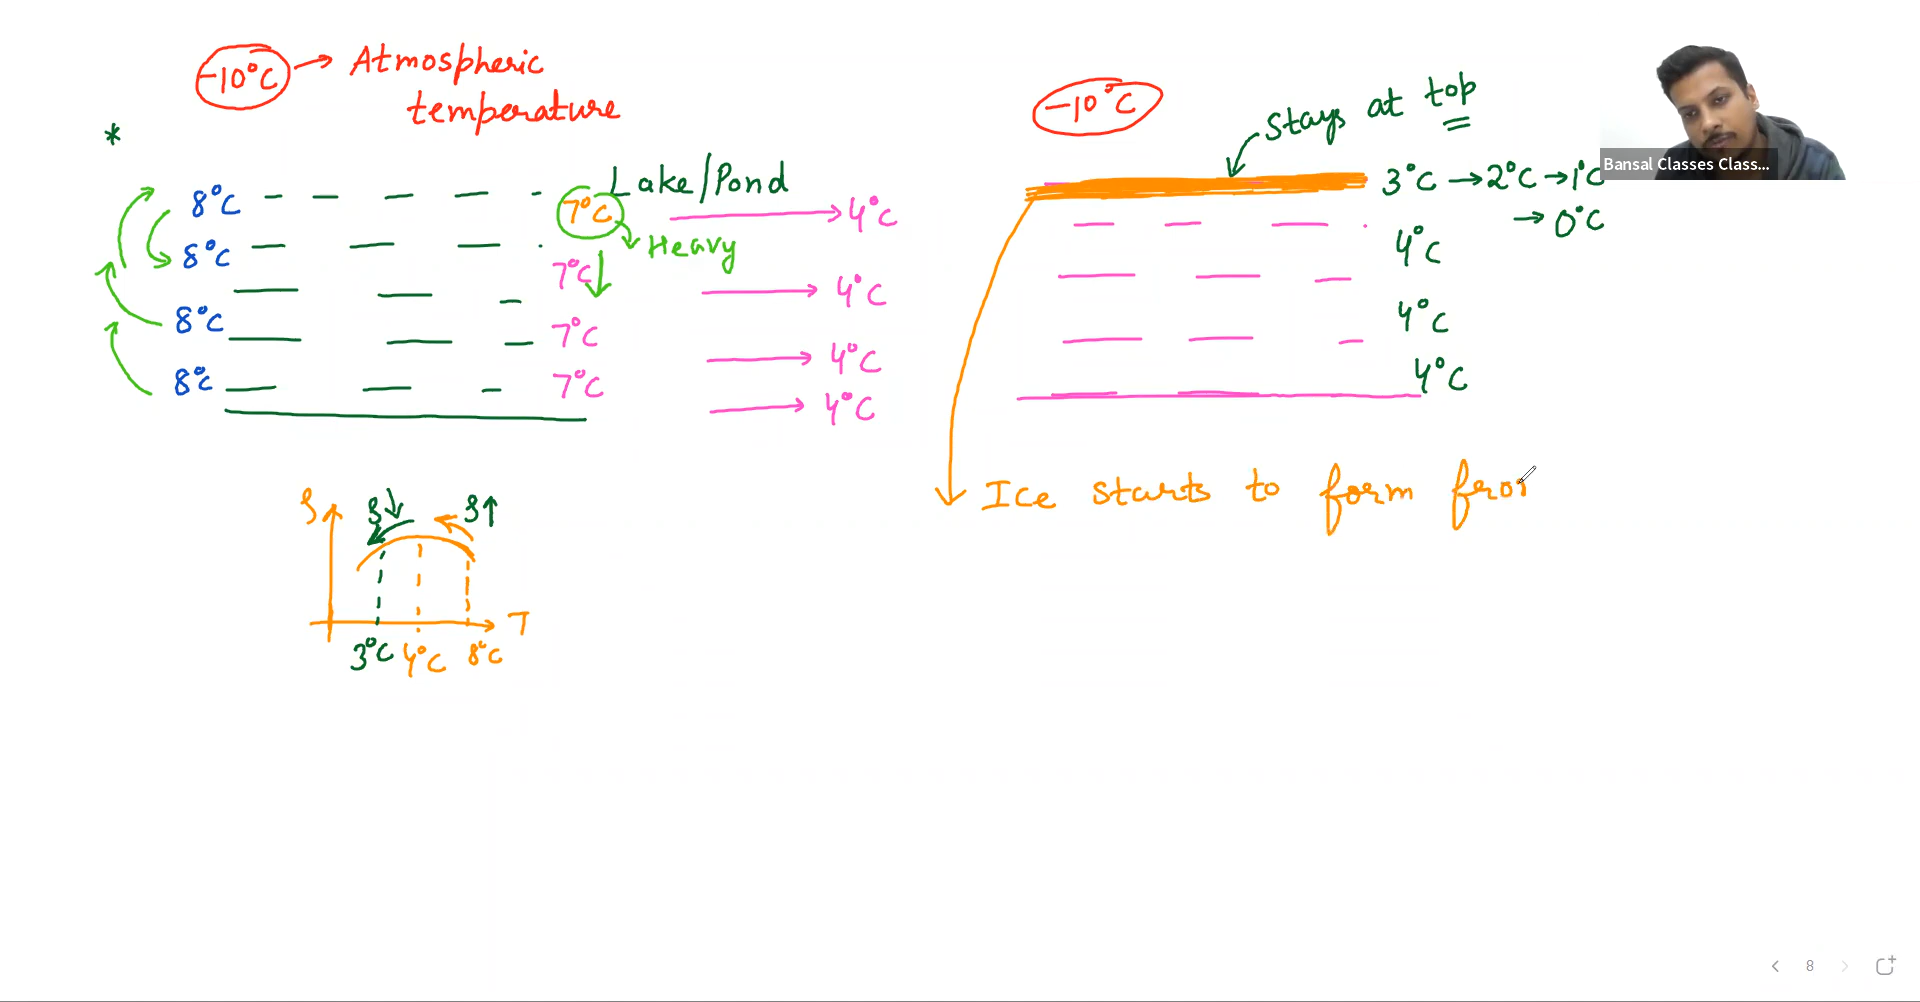 -10°C → Atmospheric
temperature
*
Lake/Pond
8°C 7°C → 4°C
Heavy
8°C 7°C → 4°C
8°C 7°C → 4°C
8°C 7°C → 4°C
ρ ρ↓ ρ↑
T
3°C 4°C 8°C
-10°C
Stays at top
3°C → 2°C → 1°C
→ 0°C
4°C
4°C
4°C
Ice starts to form from
Bansal Classes Class...
8